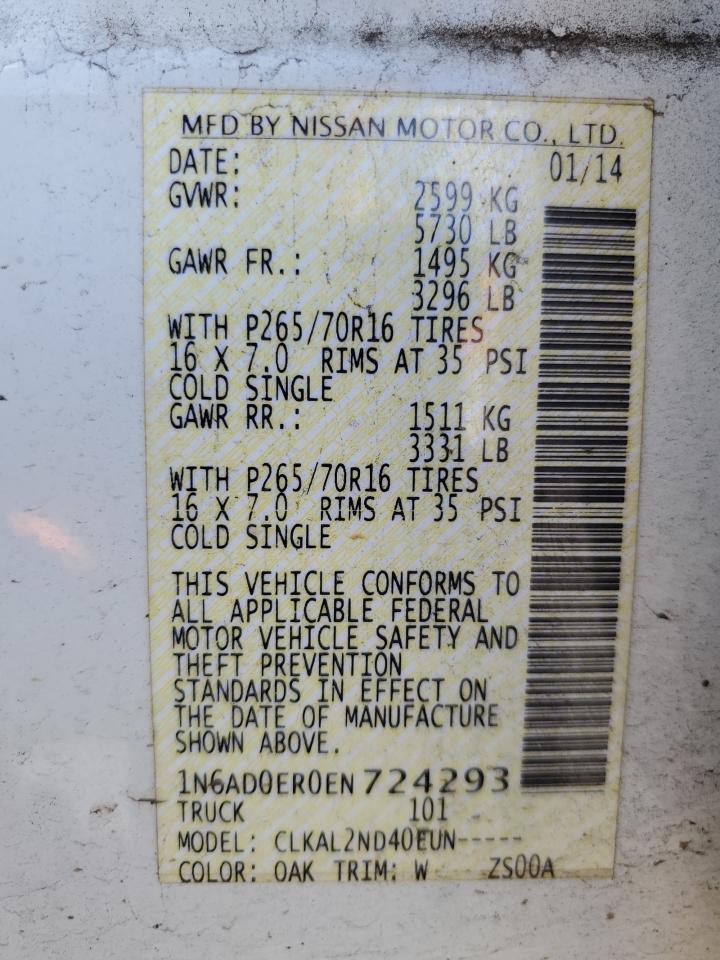 MFD BY NISSAN MOTOR CO., LTD.
DATE: 01/14
GVWR: 2599 KG
5730 LB
GAWR FR.: 1495 KG
3296 LB
WITH P265/70R16 TIRES
16 X 7.0 RIMS AT 35 PSI
COLD SINGLE
GAWR RR.: 1511 KG
3331 LB
WITH P265/70R16 TIRES
16 X 7.0 RIMS AT 35 PSI
COLD SINGLE
THIS VEHICLE CONFORMS TO
ALL APPLICABLE FEDERAL
MOTOR VEHICLE SAFETY AND
THEFT PREVENTION
STANDARDS IN EFFECT ON
THE DATE OF MANUFACTURE
SHOWN ABOVE.
1N6AD0ER0EN724293
TRUCK 101
MODEL: CLKAL2ND40EUN-----
COLOR: QAK TRIM: W ZS00A